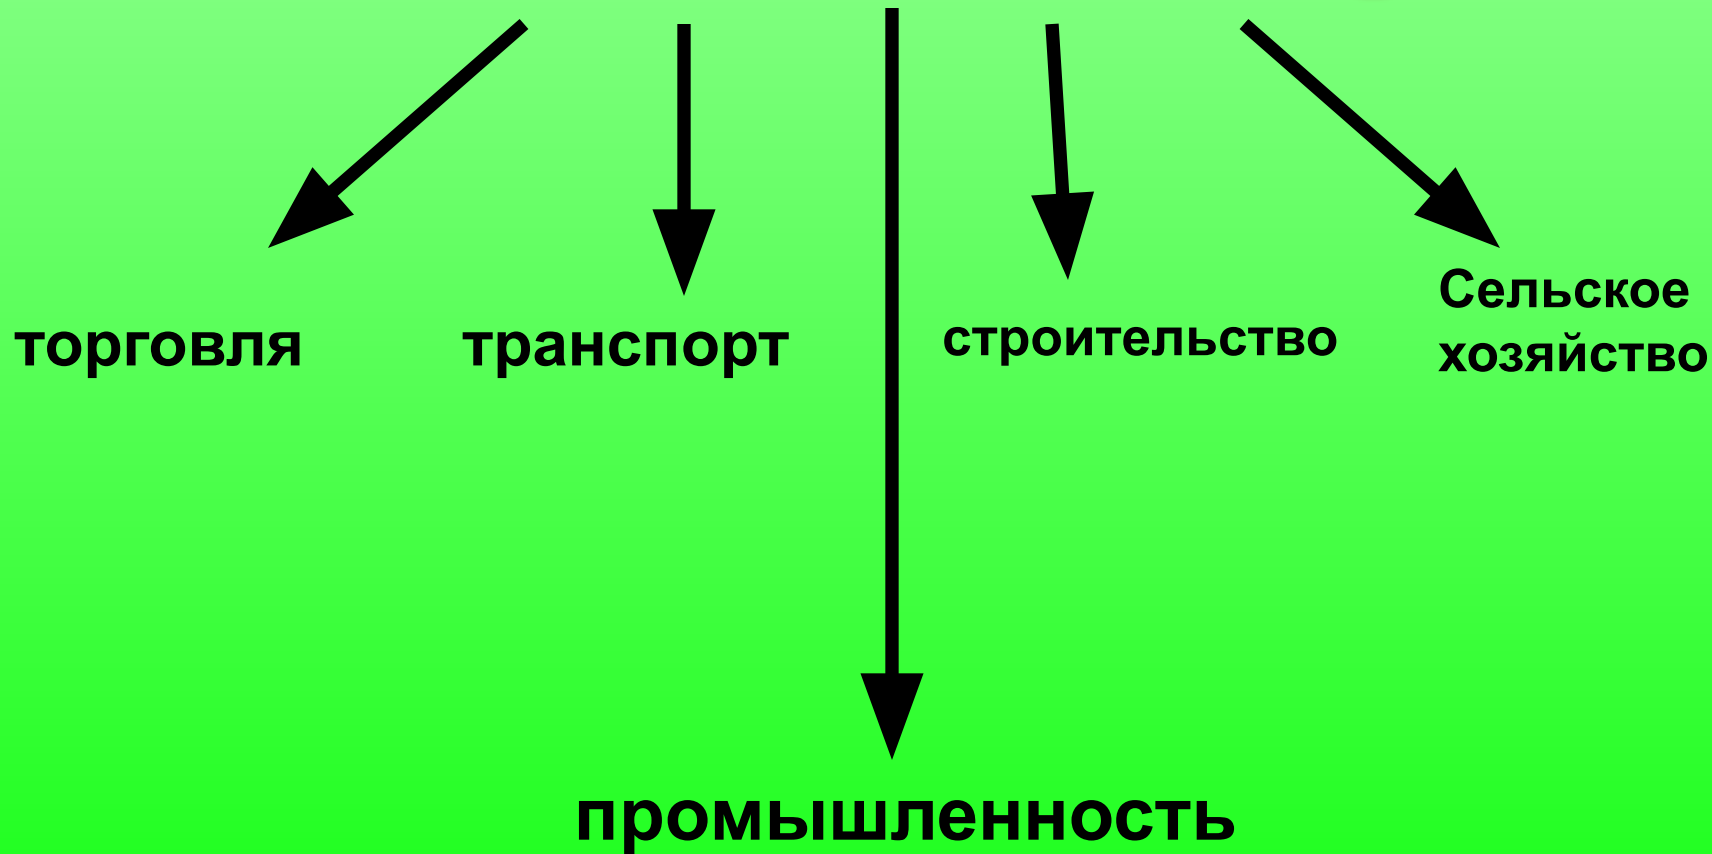 торговля
транспорт
строительство
Сельское
хозяйство
промышленность